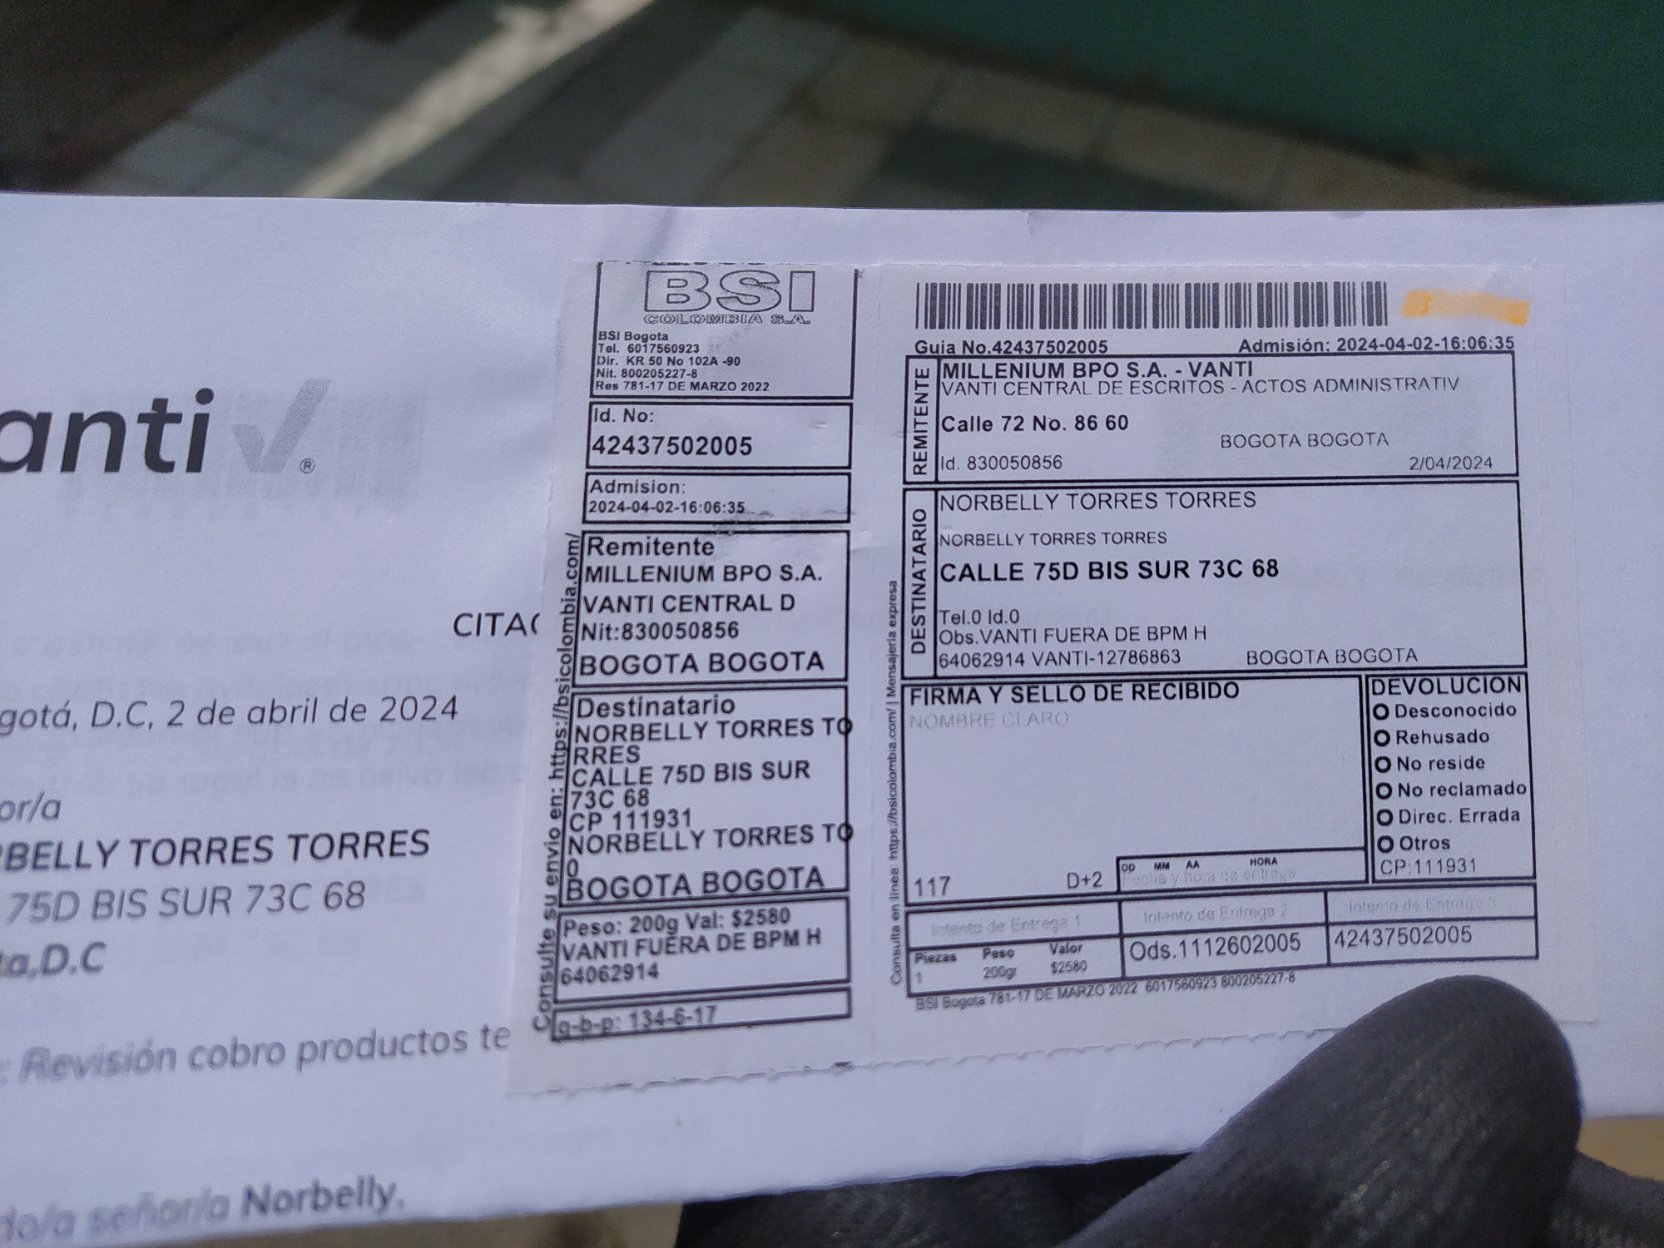 anti
®
CITAC
gotá, D.C, 2 de abril de 2024
or/a
BELLY TORRES TORRES
75D BIS SUR 73C 68
ta,D.C
: Revisión cobro productos te
do/a señor/a Norbelly.
BSI
COLOMBIA S.A.
BSI Bogota
Tel. 6017560923
Dir. KR 50 No 102A -90
Nit. 800205227-8
Res 781-17 DE MARZO 2022
Id. No:
42437502005
Admision:
2024-04-02-16:06:35
Remitente
MILLENIUM BPO S.A.
VANTI CENTRAL D
Nit:830050856
BOGOTA BOGOTA
Destinatario
NORBELLY TORRES TO
RRES
CALLE 75D BIS SUR
73C 68
CP 111931
NORBELLY TORRES TO
0
BOGOTA BOGOTA
Peso: 200g Val: $2580
VANTI FUERA DE BPM H
64062914
g-b-p: 134-6-17
Consulte su envio en: https://bsicolombia.com/
Guia No.42437502005 Admisión: 2024-04-02-16:06:35
REMITENTE
MILLENIUM BPO S.A. - VANTI
VANTI CENTRAL DE ESCRITOS - ACTOS ADMINISTRATIV
Calle 72 No. 86 60
BOGOTA BOGOTA
Id. 830050856 2/04/2024
DESTINATARIO
NORBELLY TORRES TORRES
NORBELLY TORRES TORRES
CALLE 75D BIS SUR 73C 68
Tel.0 Id.0
Obs.VANTI FUERA DE BPM H
64062914 VANTI-12786863 BOGOTA BOGOTA
FIRMA Y SELLO DE RECIBIDO
NOMBRE CLARO
117 D+2
DD MM AA HORA
Fecha y hora de entrega
DEVOLUCION
Desconocido
Rehusado
No reside
No reclamado
Direc. Errada
Otros
CP:111931
Intento de Entrega 1 Intento de Entrega 2 Intento de Entrega 3
Piezas Peso Valor
1 200gr $2580
Ods.1112602005 42437502005
BSI Bogota 781-17 DE MARZO 2022 6017560923 800205227-8
Consulta en linea: https://bsicolombia.com/ | Mensajeria expresa